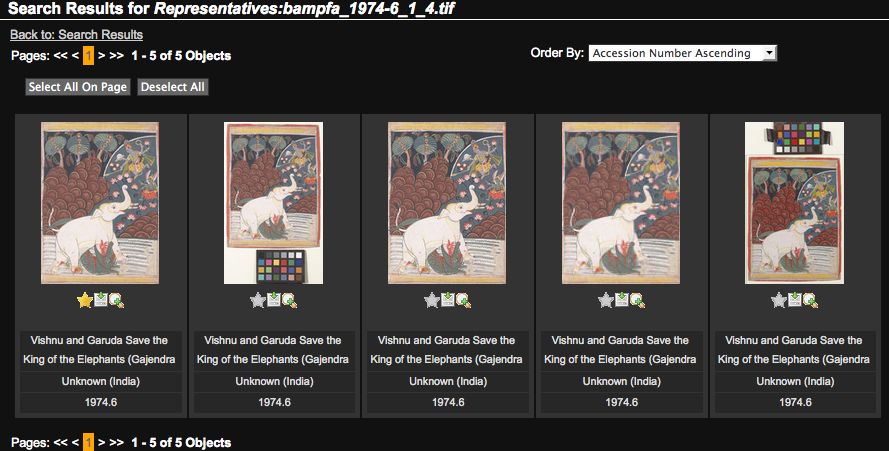 Search Results for Representatives:bampfa_1974-6_1_4.tif
Back to: Search Results
Pages: << < 1 > >> 1 - 5 of 5 Objects
Order By: Accession Number Ascending
Select All On Page Deselect All
Vishnu and Garuda Save the
King of the Elephants (Gajendra
Unknown (India)
1974.6
Vishnu and Garuda Save the
King of the Elephants (Gajendra
Unknown (India)
1974.6
Vishnu and Garuda Save the
King of the Elephants (Gajendra
Unknown (India)
1974.6
Vishnu and Garuda Save the
King of the Elephants (Gajendra
Unknown (India)
1974.6
Vishnu and Garuda Save the
King of the Elephants (Gajendra
Unknown (India)
1974.6
Pages: << < 1 > >> 1 - 5 of 5 Objects